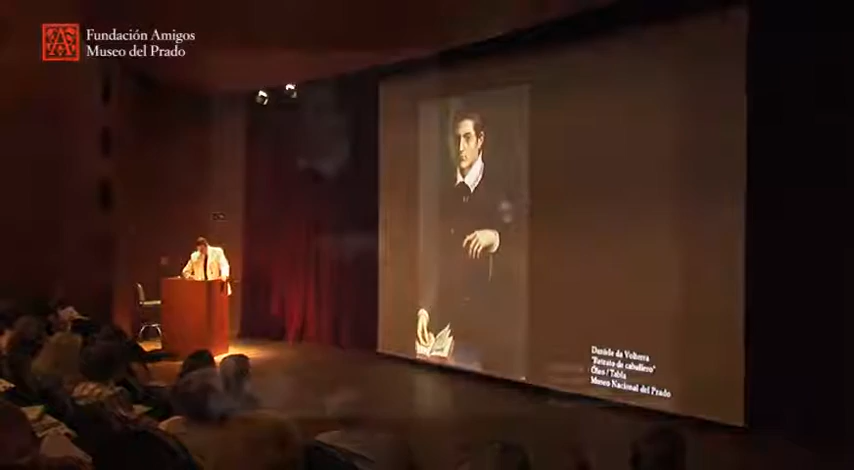 Fundación Amigos
Museo del Prado
Daniele da Volterra
"Retrato de caballero"
Óleo / Tabla
Museo Nacional del Prado